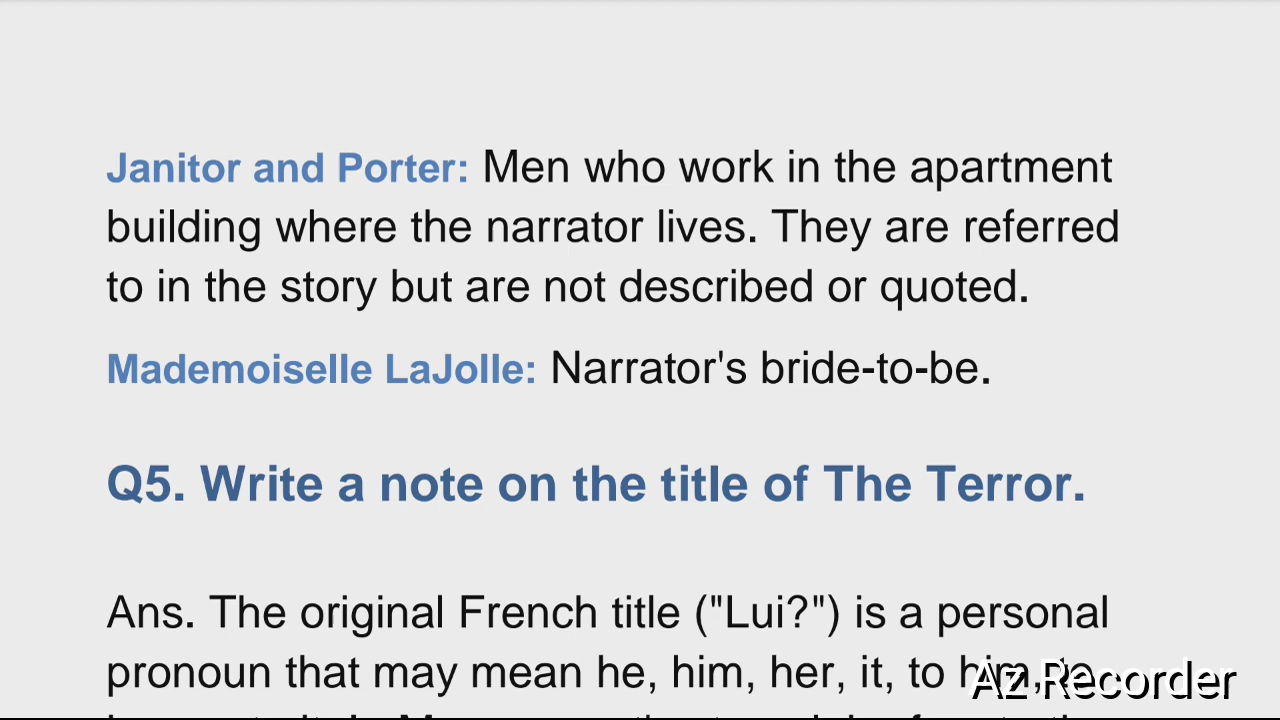 Janitor and Porter: Men who work in the apartment
building where the narrator lives. They are referred
to in the story but are not described or quoted.
Mademoiselle LaJolle: Narrator's bride-to-be.
Q5. Write a note on the title of The Terror.
Ans. The original French title ("Lui?") is a personal
pronoun that may mean he, him, her, it, to him, to
Az Recorder